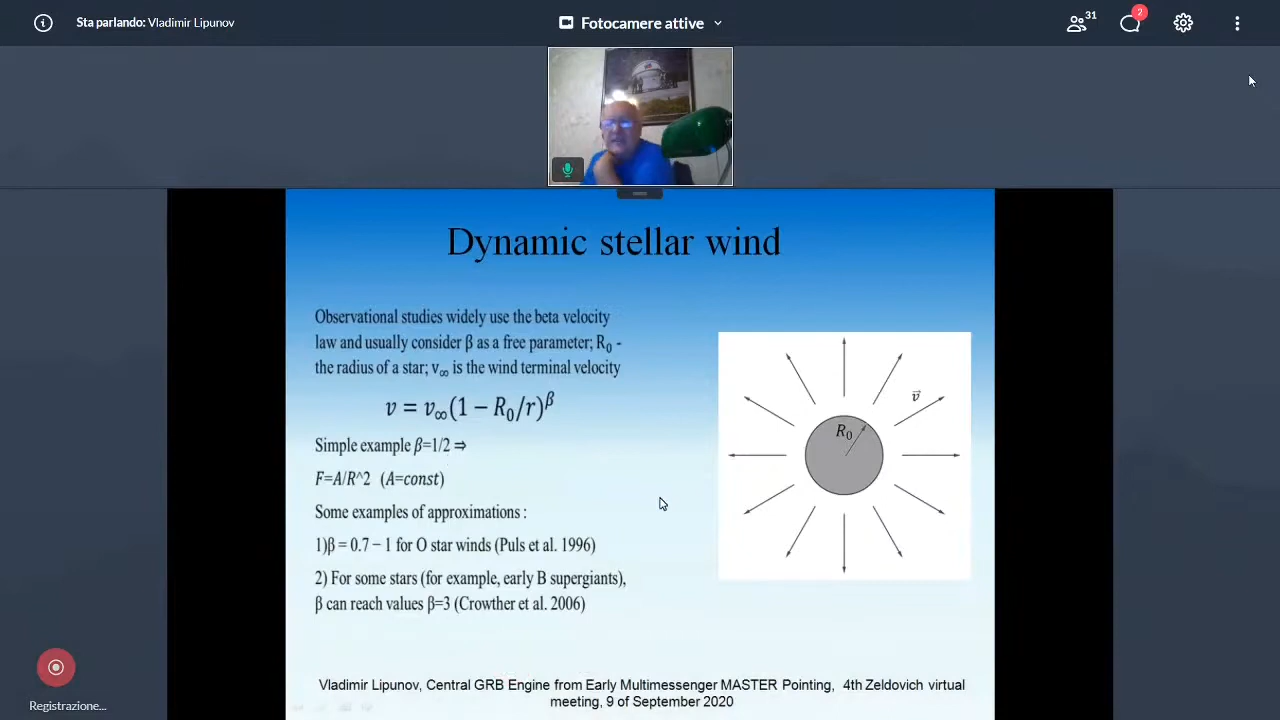 Sta parlando: Vladimir Lipunov
Fotocamere attive
31
2
Dynamic stellar wind
Observational studies widely use the beta velocity
law and usually consider β as a free parameter; R₀ -
the radius of a star; v∞ is the wind terminal velocity
v = v∞(1 − R₀/r)^β
Simple example β=1/2 ⇒
F=A/R^2 (A=const)
Some examples of approximations :
1)β = 0.7 − 1 for O star winds (Puls et al. 1996)
2) For some stars (for example, early B supergiants),
β can reach values β=3 (Crowther et al. 2006)
v⃗
R₀
Vladimir Lipunov, Central GRB Engine from Early Multimessenger MASTER Pointing, 4th Zeldovich virtual
meeting, 9 of September 2020
Registrazione...